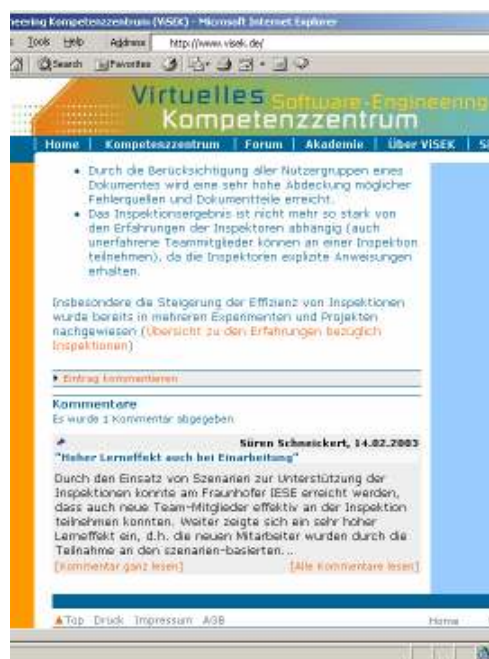 eering Kompetenzzentrum (ViSEK) - Microsoft Internet Explorer
Tools Help Address http://www.visek.de/
Search Favorites
Virtuelles Software-Engineering
Kompetenzzentrum
Home | Kompetenzzentrum | Forum | Akademie | Über ViSEK | S
• Durch die Berücksichtigung aller Nutzergruppen eines
Dokumentes wird eine sehr hohe Abdeckung möglicher
Fehlerquellen und Dokumentteile erreicht.
• Das Inspektionsergebnis ist nicht mehr so stark von
den Erfahrungen der Inspektoren abhängig (auch
unerfahrene Teammitglieder können an einer Inspektion
teilnehmen), da die Inspektoren explizite Anweisungen
erhalten.
Insbesondere die Steigerung der Effizienz von Inspektionen
wurde bereits in mehreren Experimenten und Projekten
nachgewiesen (Übersicht zu den Erfahrungen bezüglich
Inspektionen)
Eintrag kommentieren
Kommentare
Es wurde 1 Kommentar abgegeben
Sören Schneickert, 14.02.2003
"Hoher Lerneffekt auch bei Einarbeitung"
Durch den Einsatz von Szenarien zur Unterstützung der
Inspektionen konnte am Fraunhofer IESE erreicht werden,
dass auch neue Team-Mitglieder effektiv an der Inspektion
teilnehmen konnten. Weiter zeigte sich ein sehr hoher
Lerneffekt ein, d.h. die neuen Mitarbeiter wurden durch die
Teilnahme an den szenarien-basierten...
[Kommentar ganz lesen] [Alle Kommentare lesen]
Top Druck Impressum AGB Home